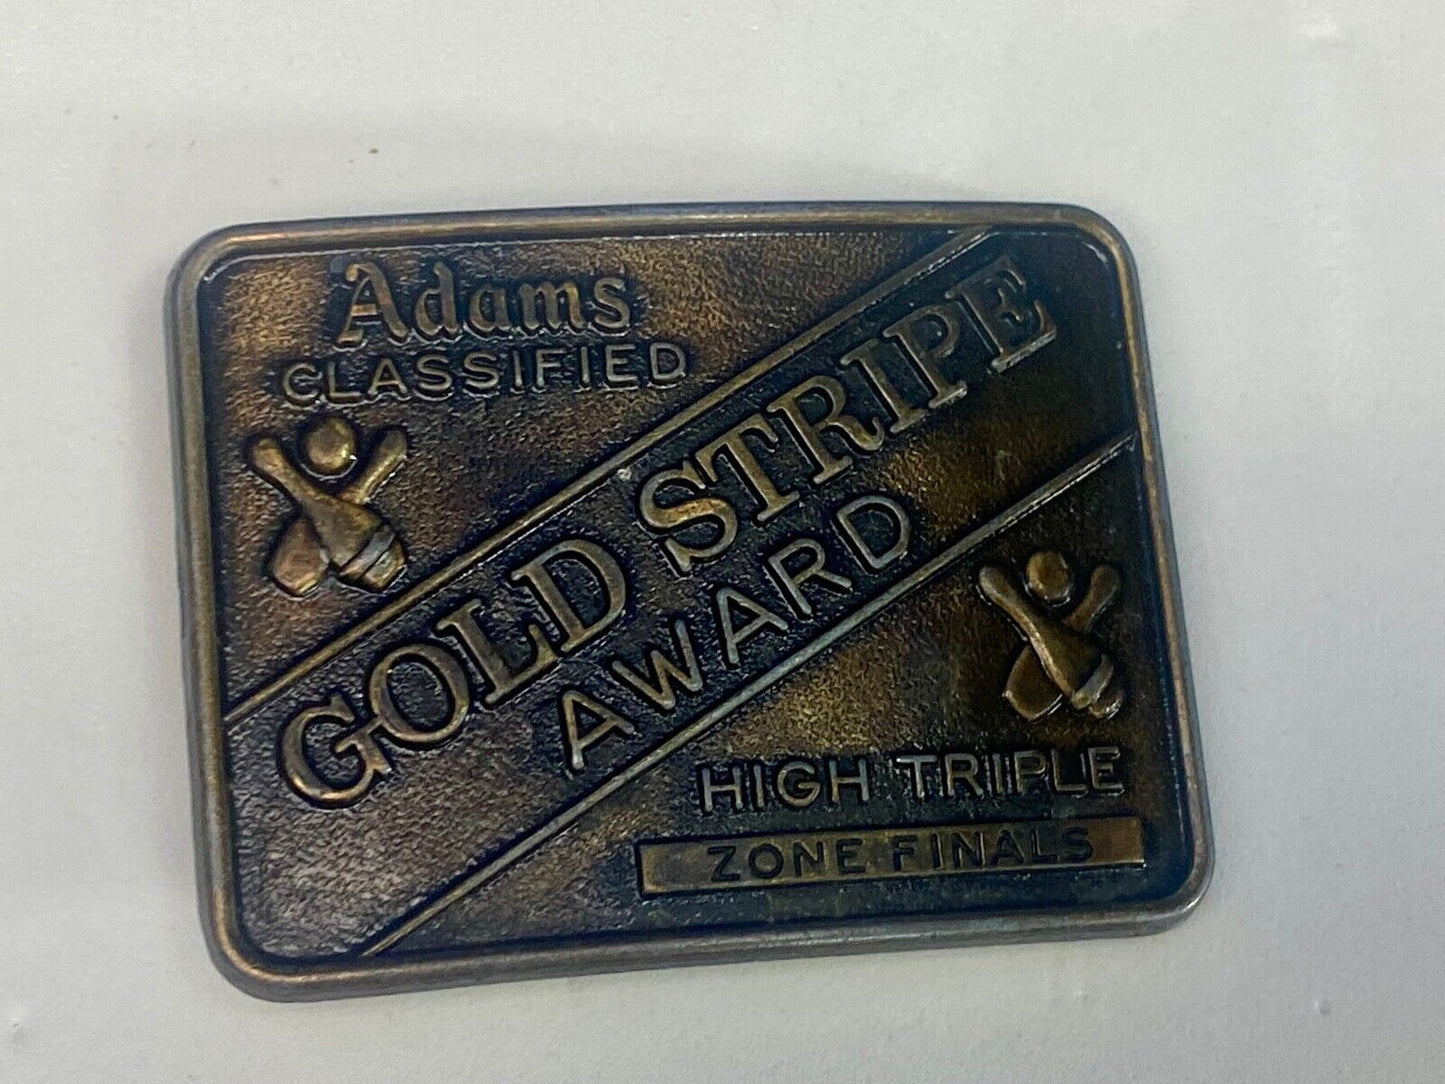 Adams
CLASSIFIED
GOLD STRIPE
AWARD
HIGH TRIPLE
ZONE FINALS